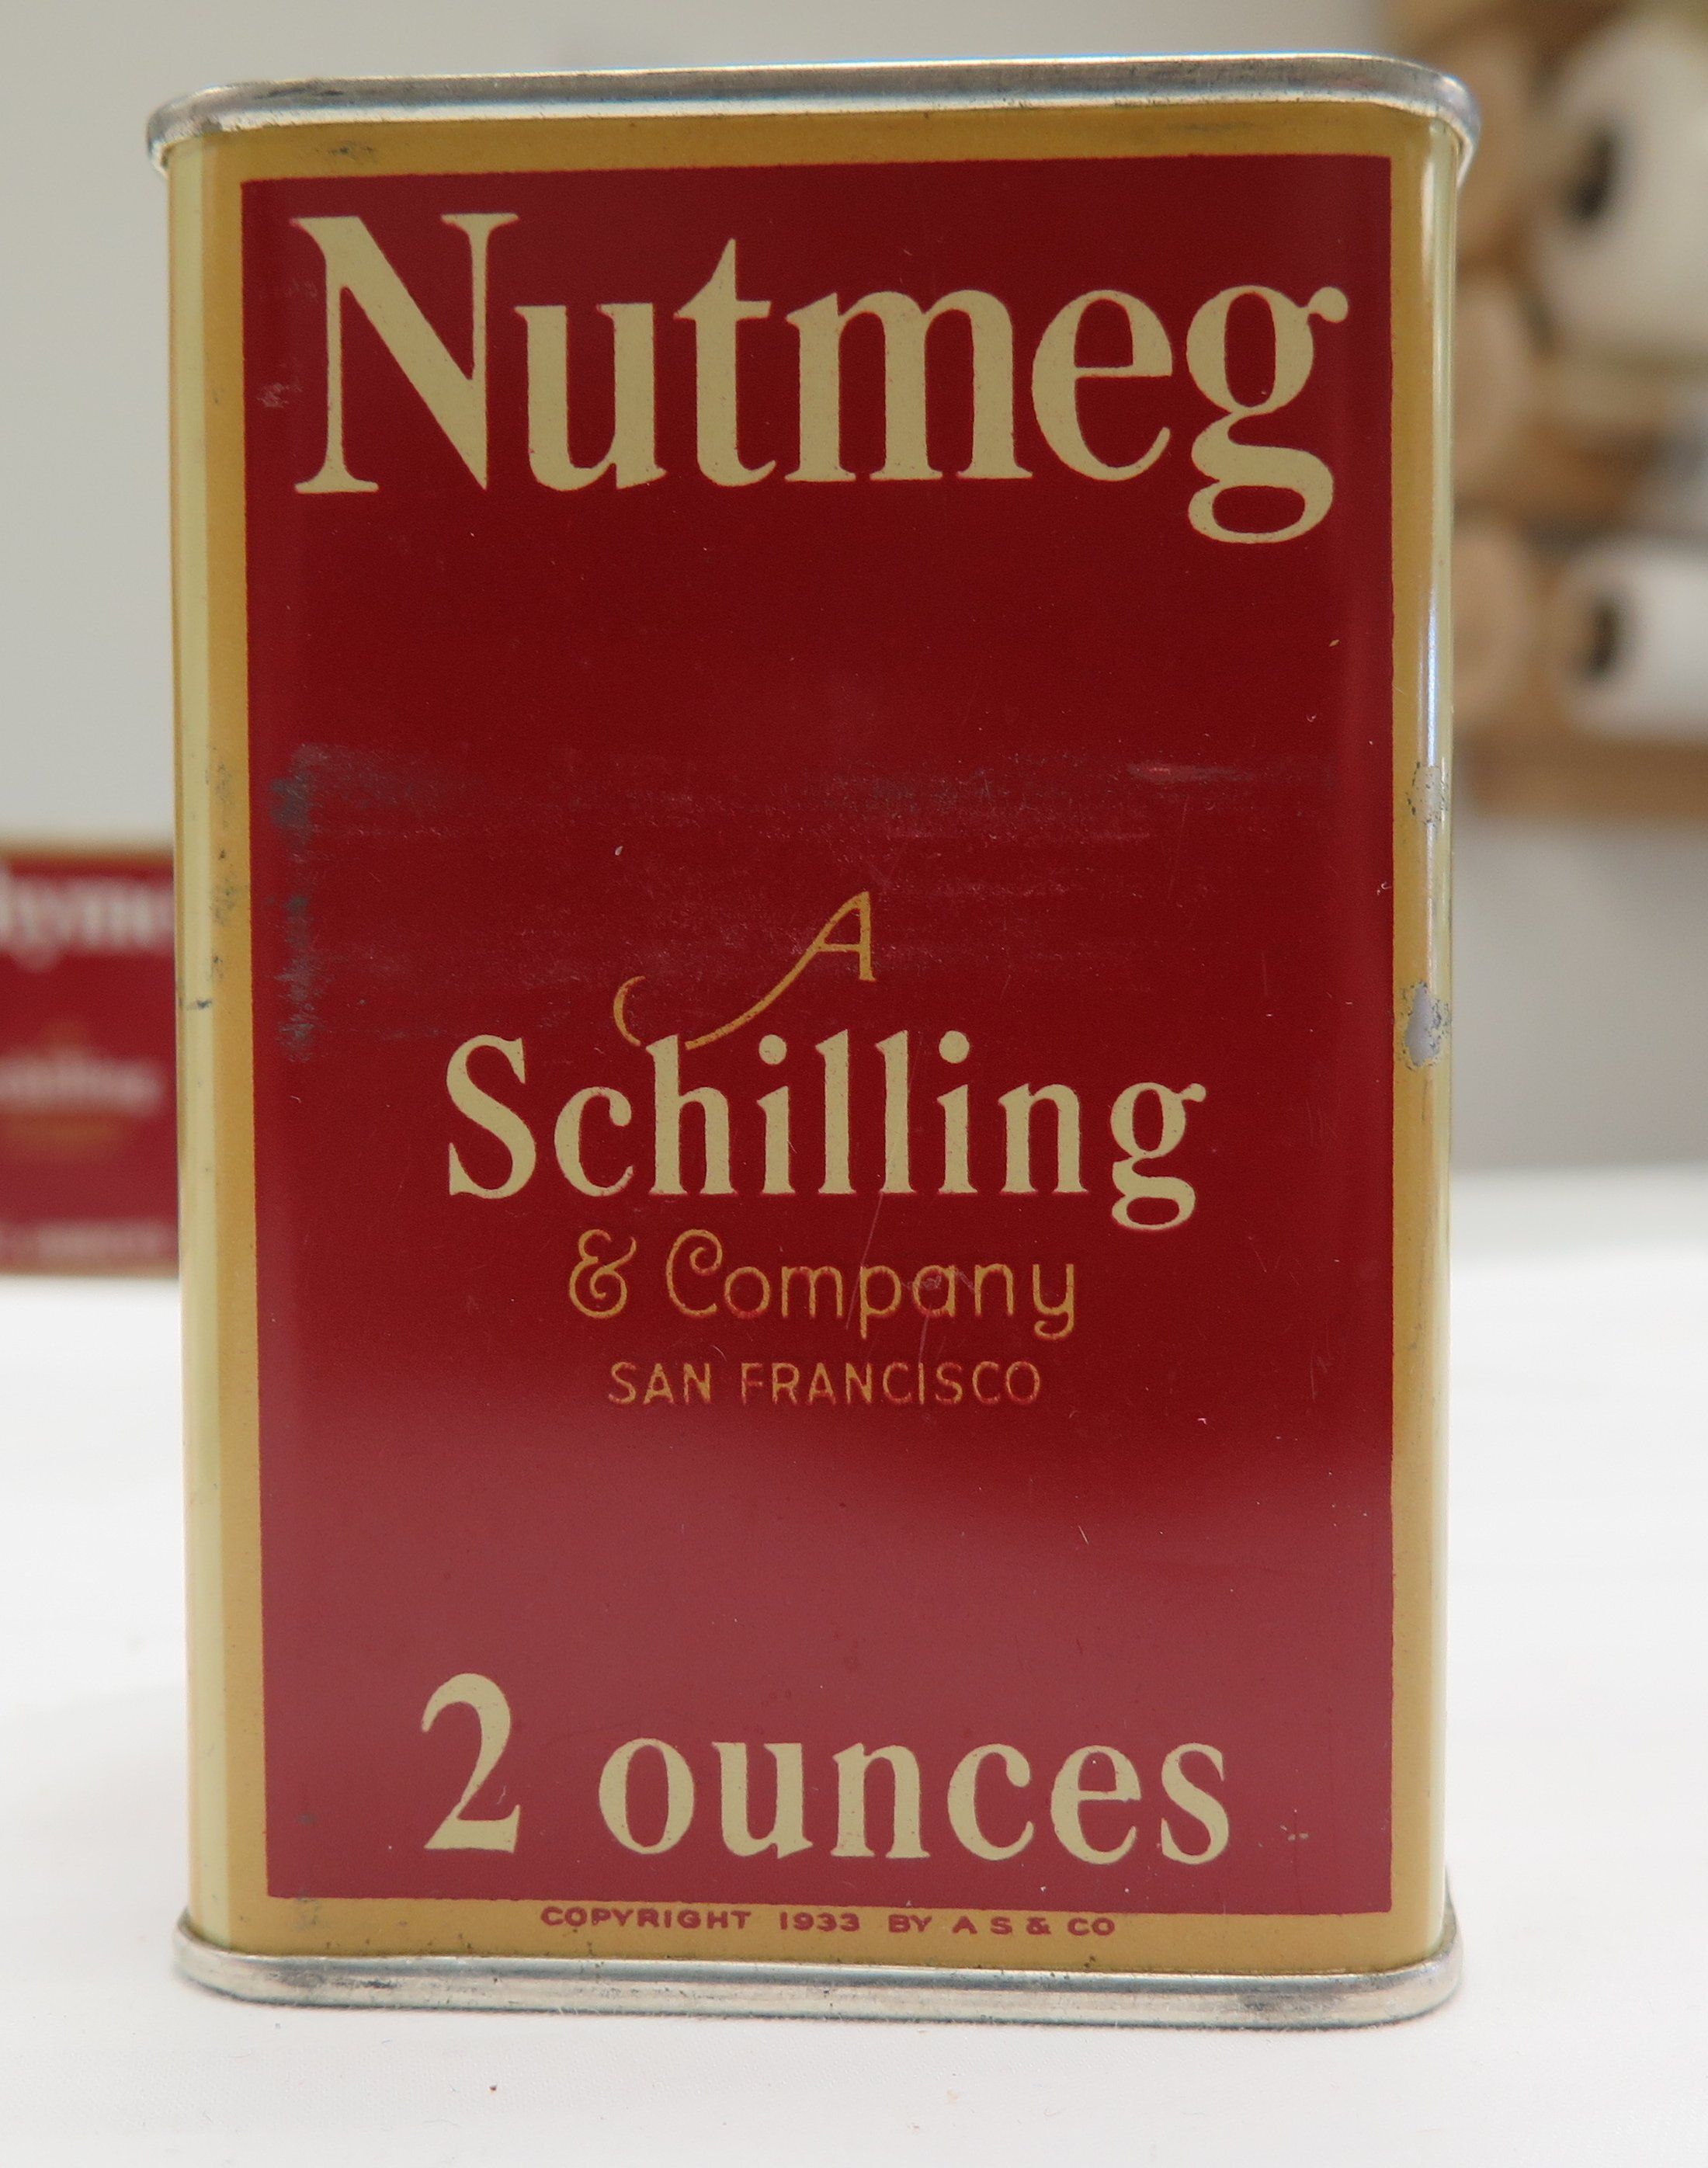 Nutmeg
A
Schilling
& Company
SAN FRANCISCO
2 ounces
COPYRIGHT 1933 BY A S & CO